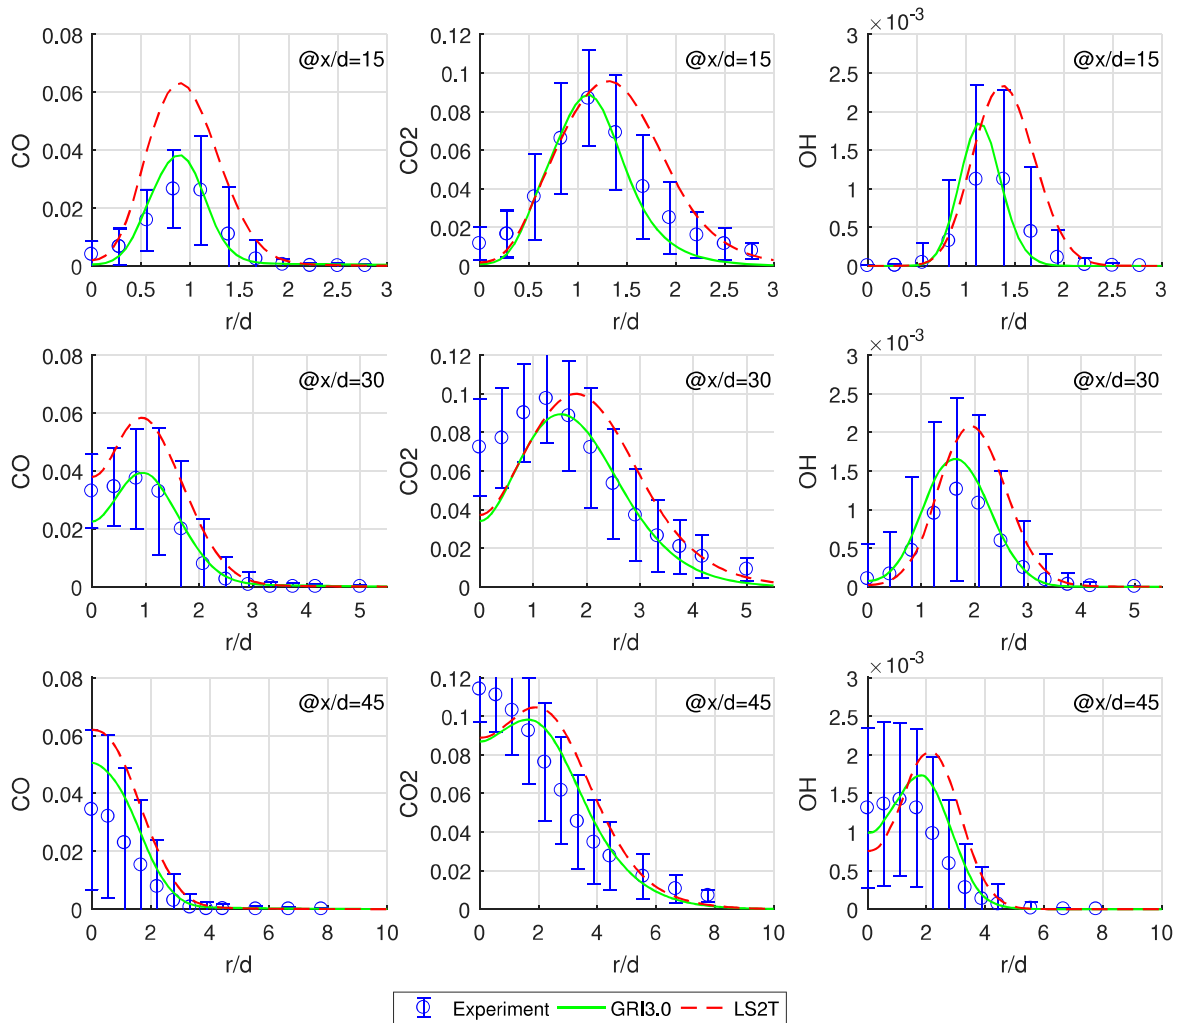 0.08
0.06
0.04
0.02
0
CO
@x/d=15
0 0.5 1 1.5 2 2.5 3
r/d
0.12
0.1
0.08
0.06
0.04
0.02
0
CO2
@x/d=15
0 0.5 1 1.5 2 2.5 3
r/d
×10-3
3
2.5
2
1.5
1
0.5
0
OH
@x/d=15
0 0.5 1 1.5 2 2.5 3
r/d
0.08
0.06
0.04
0.02
0
CO
@x/d=30
0 1 2 3 4 5
r/d
0.12
0.1
0.08
0.06
0.04
0.02
0
CO2
@x/d=30
0 1 2 3 4 5
r/d
×10-3
3
2.5
2
1.5
1
0.5
0
OH
@x/d=30
0 1 2 3 4 5
r/d
0.08
0.06
0.04
0.02
0
CO
@x/d=45
0 2 4 6 8 10
r/d
0.12
0.1
0.08
0.06
0.04
0.02
0
CO2
@x/d=45
0 2 4 6 8 10
r/d
×10-3
3
2.5
2
1.5
1
0.5
0
OH
@x/d=45
0 2 4 6 8 10
r/d
Experiment GRI3.0 LS2T